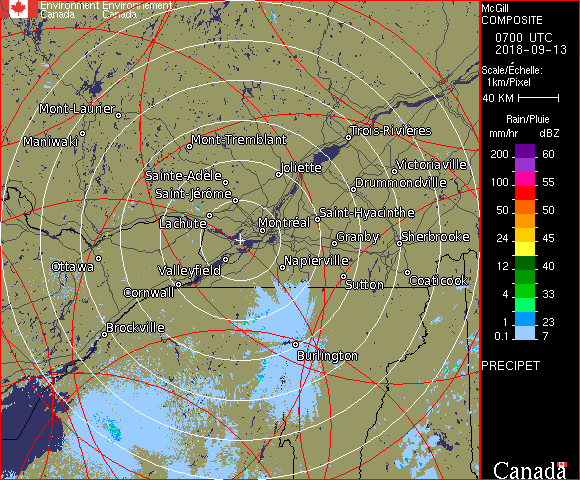 Environment Environnement
Canada Canada
McGill
COMPOSITE
0700 UTC
2018-09-13
Scale/Échelle:
1km/Pixel
40 KM
Rain/Pluie
mm/hr dBZ
200 60
100 55
50 50
24 45
12 40
4 33
1 23
0.1 7
PRECIPET
Canada
Mont-Laurier
Maniwaki
Mont-Tremblant
Trois-Rivières
Sainte-Adèle
Joliette
Victoriaville
Saint-Jérôme
Drummondville
Lachute
Montréal
Saint-Hyacinthe
Granby
Sherbrooke
Ottawa
Valleyfield
Napierville
Cornwall
Sutton
Coaticook
Brockville
Burlington